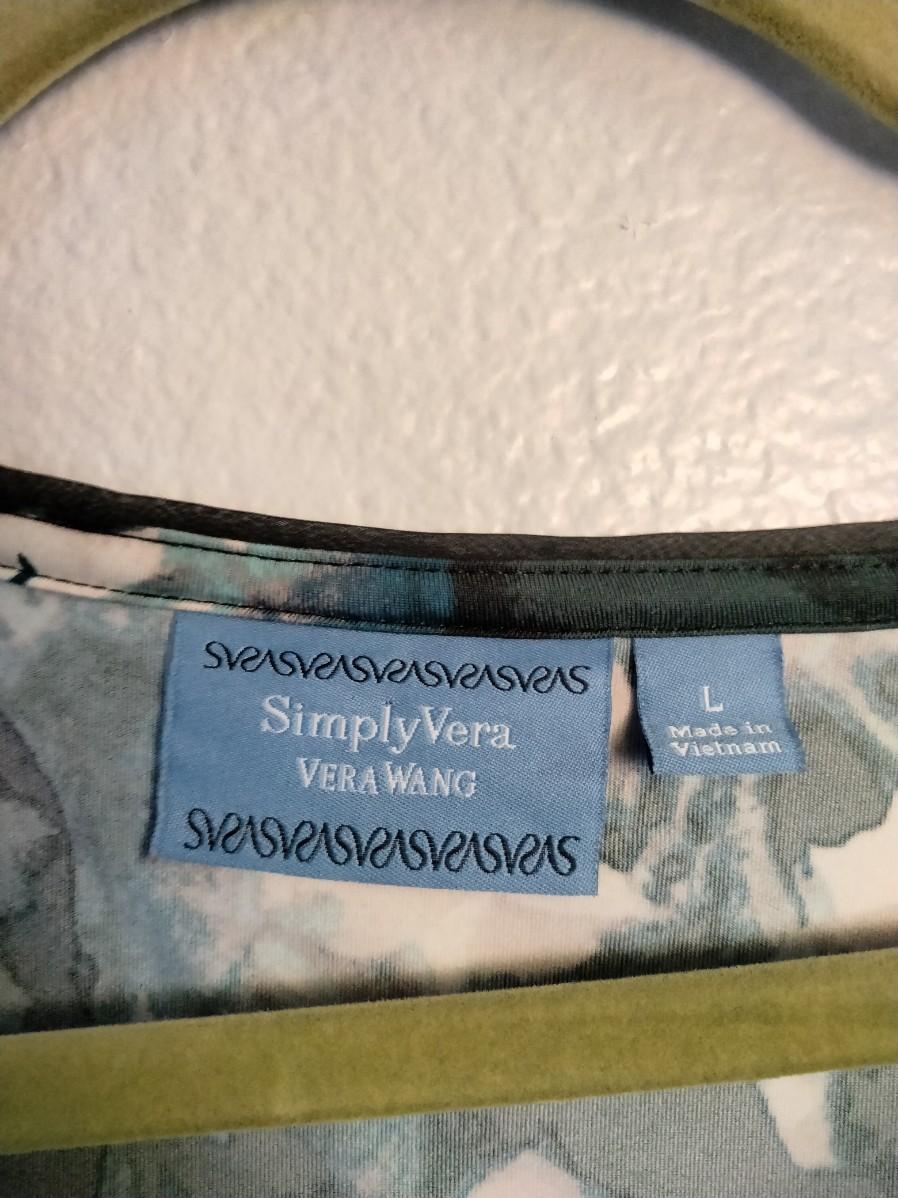 SimplyVera
VERA WANG
L
Made in
Vietnam